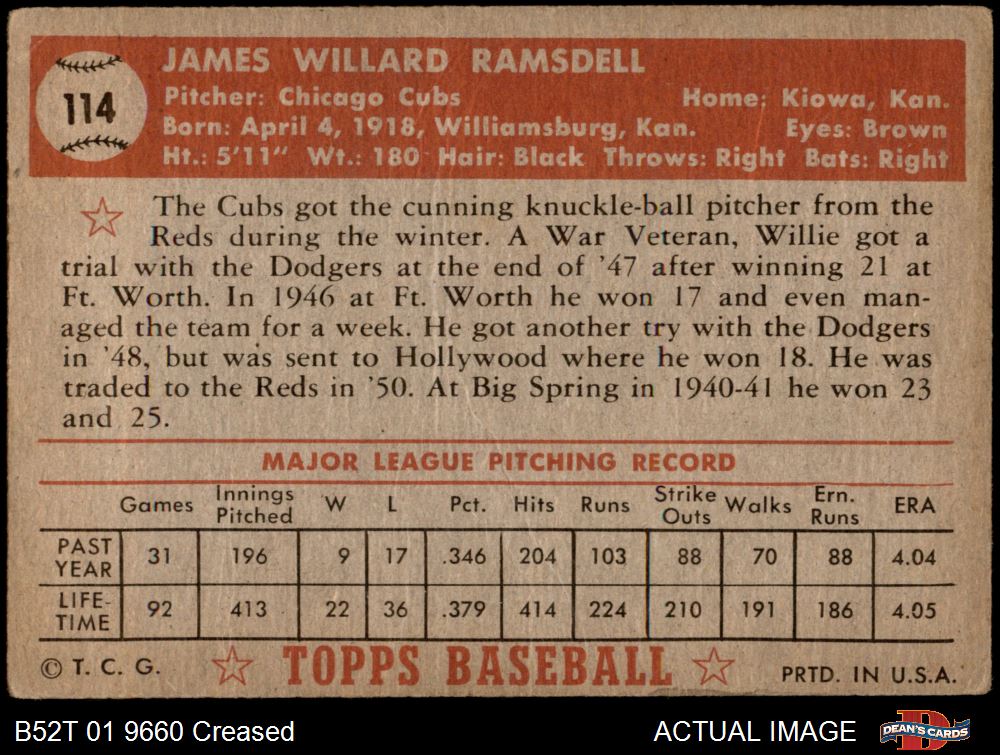 114
JAMES WILLARD RAMSDELL
Pitcher: Chicago Cubs Home: Kiowa, Kan.
Born: April 4, 1918, Williamsburg, Kan. Eyes: Brown
Ht.: 5'11" Wt.: 180 Hair: Black Throws: Right Bats: Right
The Cubs got the cunning knuckle-ball pitcher from the
Reds during the winter. A War Veteran, Willie got a
trial with the Dodgers at the end of '47 after winning 21 at
Ft. Worth. In 1946 at Ft. Worth he won 17 and even man-
aged the team for a week. He got another try with the Dodgers
in '48, but was sent to Hollywood where he won 18. He was
traded to the Reds in '50. At Big Spring in 1940-41 he won 23
and 25.
MAJOR LEAGUE PITCHING RECORD
Games Innings Pitched W L Pct. Hits Runs Strike Outs Walks Ern. Runs ERA
PAST YEAR 31 196 9 17 .346 204 103 88 70 88 4.04
LIFE-TIME 92 413 22 36 .379 414 224 210 191 186 4.05
© T. C. G. TOPPS BASEBALL PRTD. IN U.S.A.
B52T 01 9660 Creased ACTUAL IMAGE DEAN'S CARDS